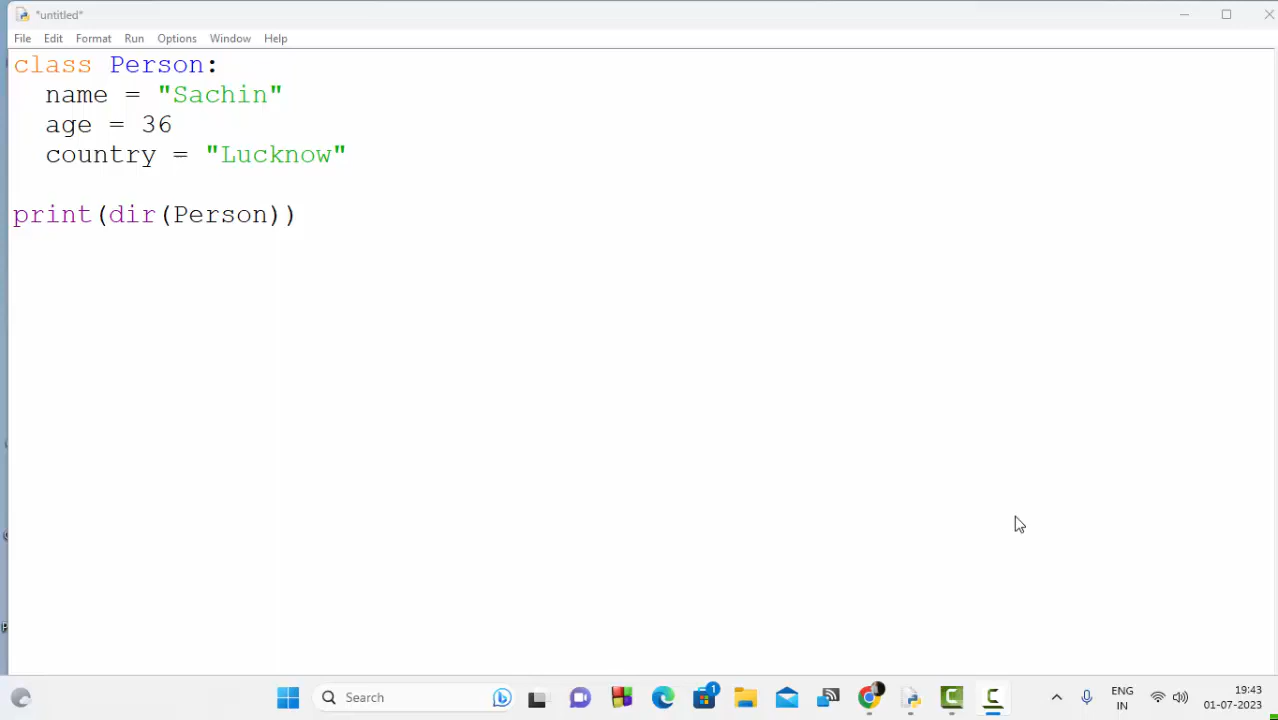 *untitled*
File Edit Format Run Options Window Help
class Person:
  name = "Sachin"
  age = 36
  country = "Lucknow"
print(dir(Person))
Search
1
ENG
IN
19:43
01-07-2023